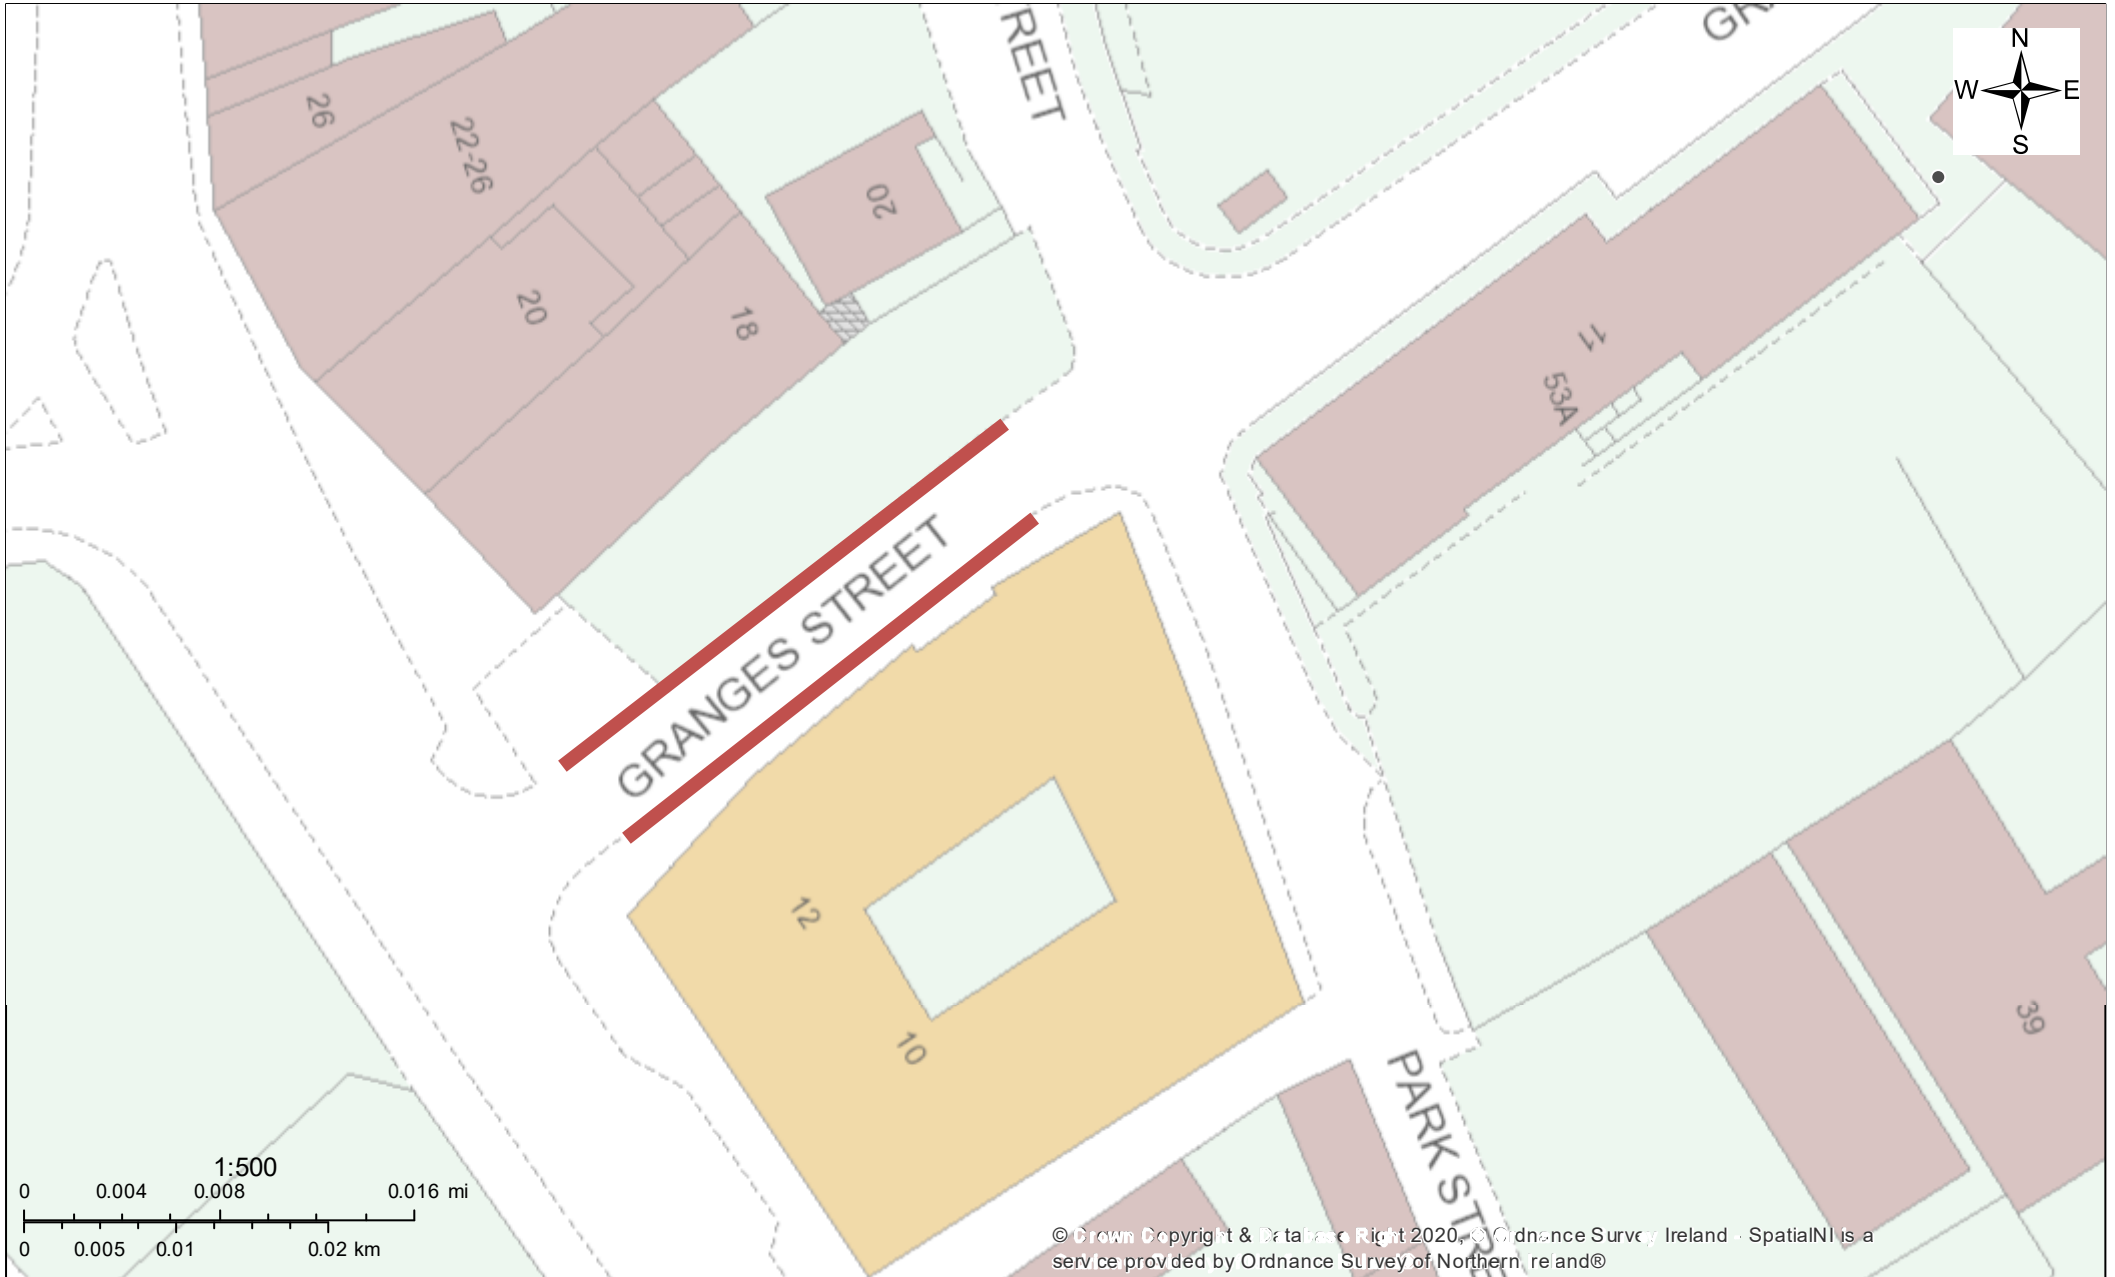 REET
GR
N
W E
S
26
22-26
20
20
18
11
53A
GRANGES STREET
12
10
39
PARK STRE
1:500
0 0.004 0.008 0.016 mi
0 0.005 0.01 0.02 km
© Crown Copyright & Database Right 2020, © Ordnance Survey Ireland - SpatialNI is a
service provided by Ordnance Survey of Northern Ireland®